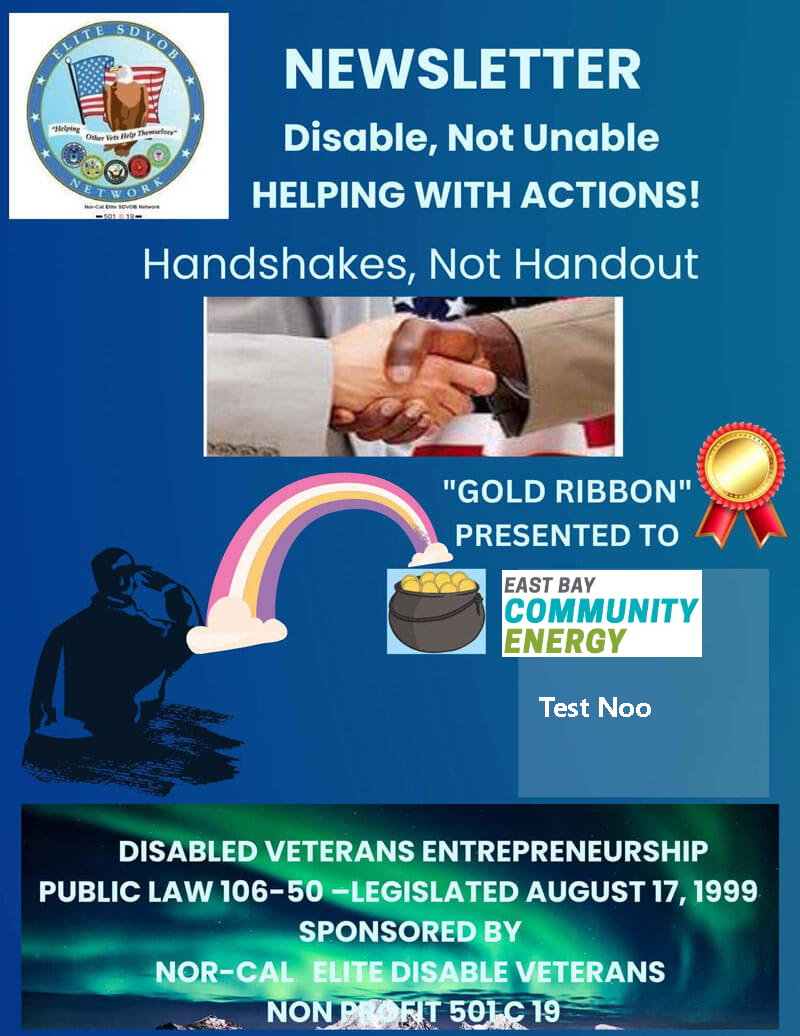 ELITE SDVOB
"Helping Other Vets Help Themselves"
NETWORK
Nor-Cal Elite SDVOB Network
501 C 19
NEWSLETTER
Disable, Not Unable
HELPING WITH ACTIONS!
Handshakes, Not Handout
"GOLD RIBBON"
PRESENTED TO
EAST BAY
COMMUNITY
ENERGY
Test Noo
DISABLED VETERANS ENTREPRENEURSHIP
PUBLIC LAW 106-50 –LEGISLATED AUGUST 17, 1999
SPONSORED BY
NOR-CAL ELITE DISABLE VETERANS
NON PROFIT 501 C 19